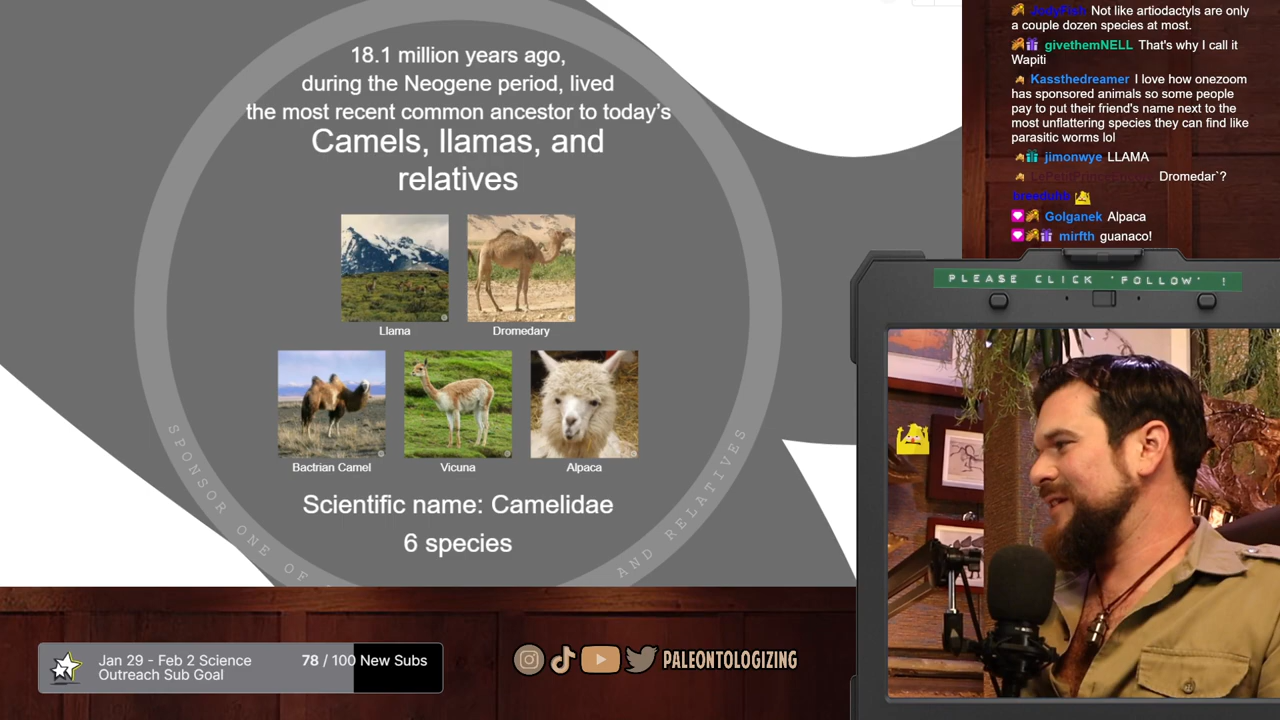 18.1 million years ago,
during the Neogene period, lived
the most recent common ancestor to today's
Camels, llamas, and
relatives
Llama
Dromedary
Bactrian Camel
Vicuna
Alpaca
Scientific name: Camelidae
6 species
SPONSOR ONE OF
AND RELATIVES
JodyFish Not like artiodactyls are only
a couple dozen species at most.
givethemNELL That's why I call it
Wapiti
Kassthedreamer I love how onezoom
has sponsored animals so some people
pay to put their friend's name next to the
most unflattering species they can find like
parasitic worms lol
jimonwye LLAMA
Dromedar`?
breedufib
Golganek Alpaca
mirfth guanaco!
PLEASE CLICK 'FOLLOW' !
Jan 29 - Feb 2 Science
Outreach Sub Goal
78 / 100 New Subs
PALEONTOLOGIZING